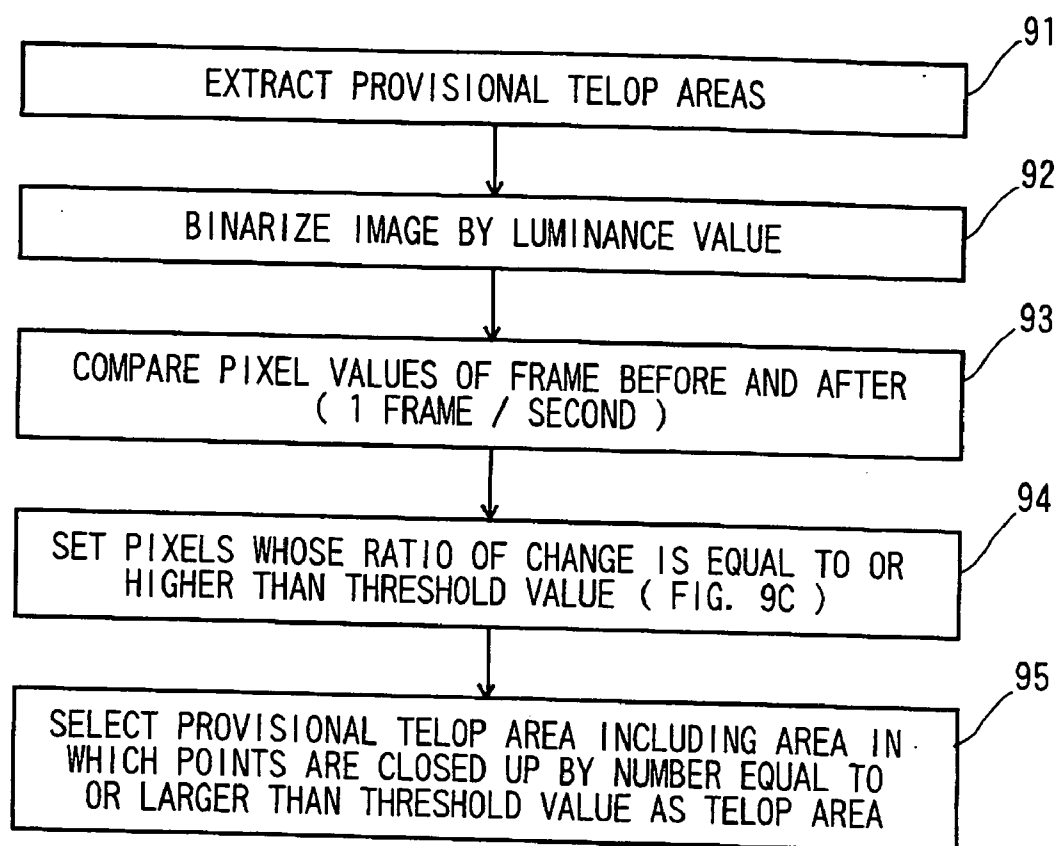 91
EXTRACT PROVISIONAL TELOP AREAS
92
BINARIZE IMAGE BY LUMINANCE VALUE
93
COMPARE PIXEL VALUES OF FRAME BEFORE AND AFTER
( 1 FRAME / SECOND )
94
SET PIXELS WHOSE RATIO OF CHANGE IS EQUAL TO OR
HIGHER THAN THRESHOLD VALUE ( FIG. 9C )
95
SELECT PROVISIONAL TELOP AREA INCLUDING AREA IN
WHICH POINTS ARE CLOSED UP BY NUMBER EQUAL TO
OR LARGER THAN THRESHOLD VALUE AS TELOP AREA